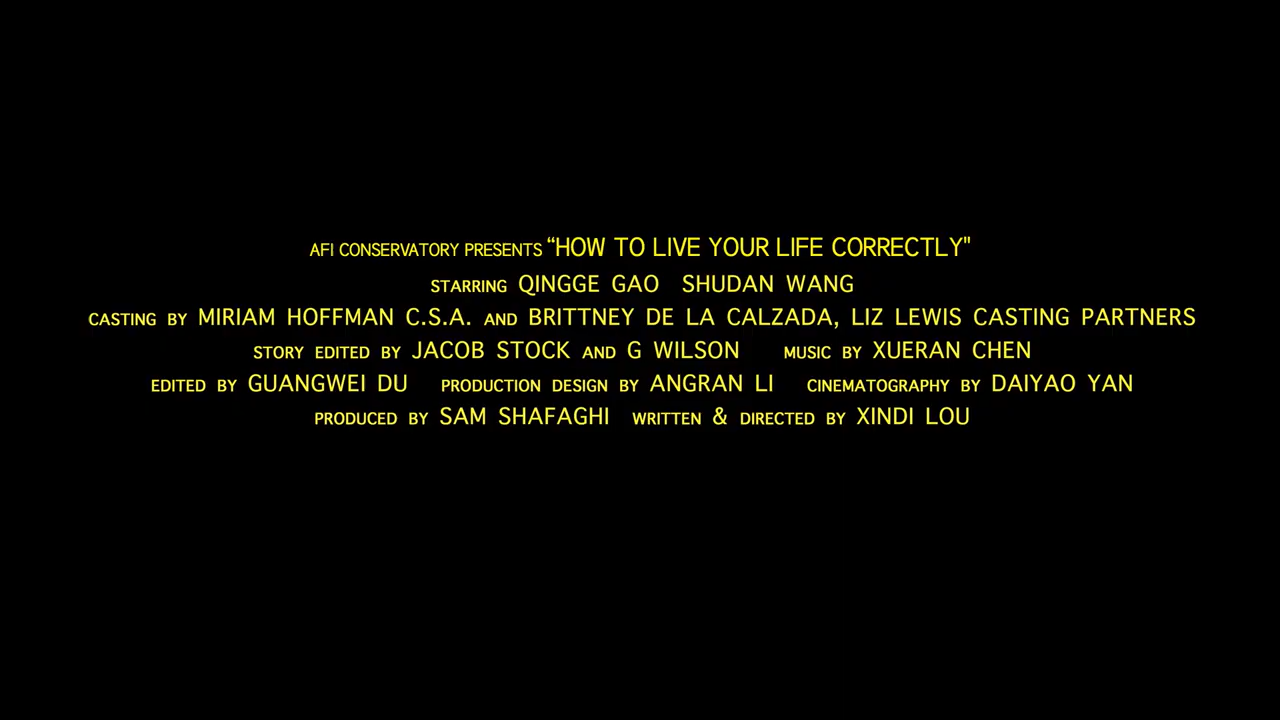 AFI CONSERVATORY PRESENTS “HOW TO LIVE YOUR LIFE CORRECTLY"
STARRING QINGGE GAO SHUDAN WANG
CASTING BY MIRIAM HOFFMAN C.S.A. AND BRITTNEY DE LA CALZADA, LIZ LEWIS CASTING PARTNERS
STORY EDITED BY JACOB STOCK AND G WILSON MUSIC BY XUERAN CHEN
EDITED BY GUANGWEI DU PRODUCTION DESIGN BY ANGRAN LI CINEMATOGRAPHY BY DAIYAO YAN
PRODUCED BY SAM SHAFAGHI WRITTEN & DIRECTED BY XINDI LOU